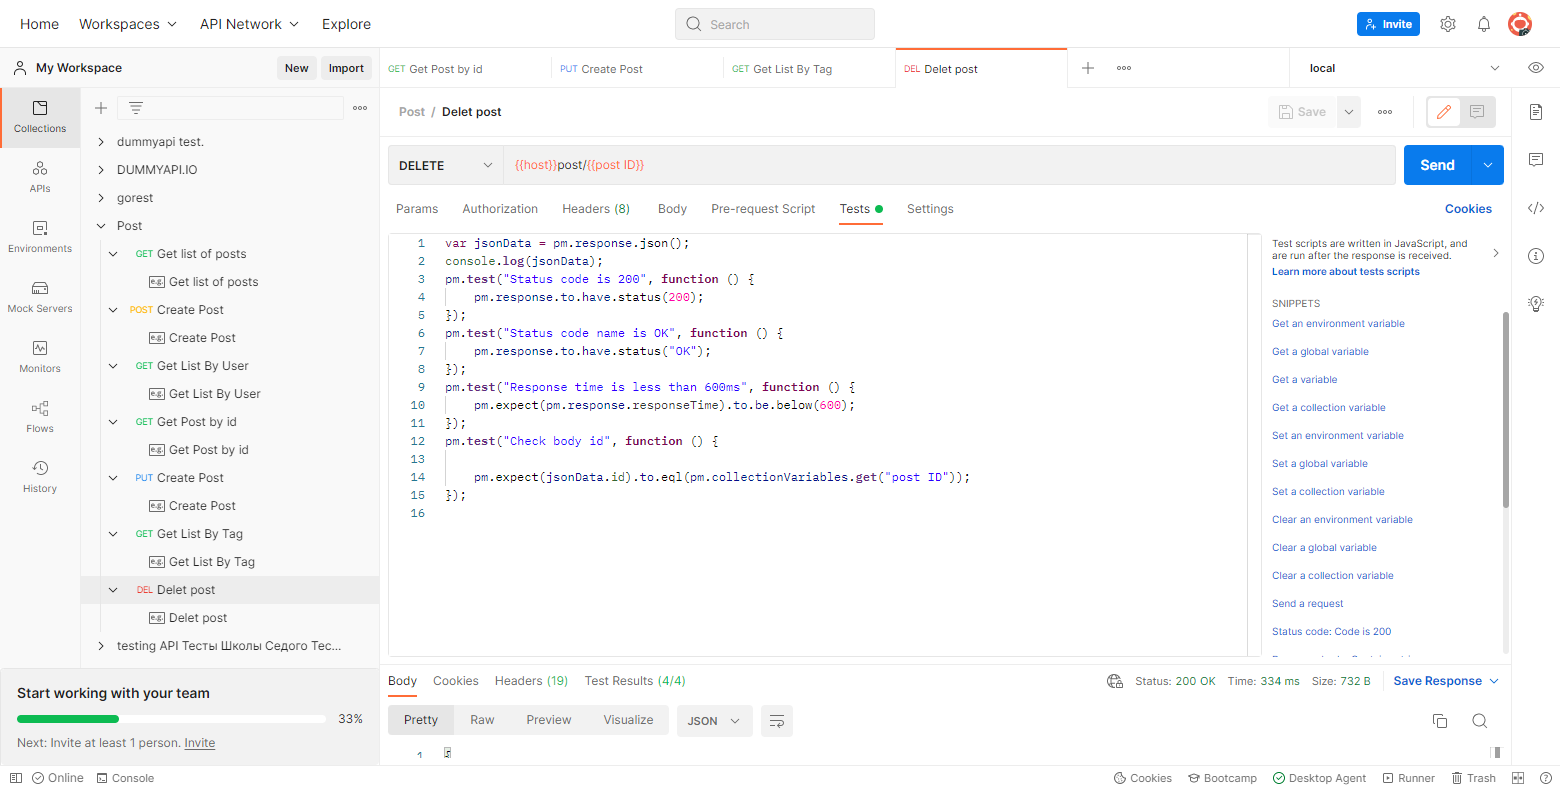 Home Workspaces API Network Explore Search Invite
My Workspace New Import GET Get Post by id PUT Create Post GET Get List By Tag DEL Delet post local
Post / Delet post Save
Collections
APIs
Environments
Mock Servers
Monitors
Flows
History
dummyapi test.
DUMMYAPI.IO
gorest
Post
GET Get list of posts
e.g. Get list of posts
POST Create Post
e.g. Create Post
GET Get List By User
e.g. Get List By User
GET Get Post by id
e.g. Get Post by id
PUT Create Post
e.g. Create Post
GET Get List By Tag
e.g. Get List By Tag
DEL Delet post
e.g. Delet post
testing API Тесты Школы Седого Тес...
Start working with your team
33%
Next: Invite at least 1 person. Invite
DELETE {{host}}post/{{post ID}} Send
Params Authorization Headers (8) Body Pre-request Script Tests Settings Cookies
1 var jsonData = pm.response.json();
2 console.log(jsonData);
3 pm.test("Status code is 200", function () {
4 pm.response.to.have.status(200);
5 });
6 pm.test("Status code name is OK", function () {
7 pm.response.to.have.status("OK");
8 });
9 pm.test("Response time is less than 600ms", function () {
10 pm.expect(pm.response.responseTime).to.be.below(600);
11 });
12 pm.test("Check body id", function () {
13
14 pm.expect(jsonData.id).to.eql(pm.collectionVariables.get("post ID"));
15 });
16
Test scripts are written in JavaScript, and
are run after the response is received.
Learn more about tests scripts
SNIPPETS
Get an environment variable
Get a global variable
Get a variable
Get a collection variable
Set an environment variable
Set a global variable
Set a collection variable
Clear an environment variable
Clear a global variable
Clear a collection variable
Send a request
Status code: Code is 200
Body Cookies Headers (19) Test Results (4/4) Status: 200 OK Time: 334 ms Size: 732 B Save Response
Pretty Raw Preview Visualize JSON
1
Online Console Cookies Bootcamp Desktop Agent Runner Trash